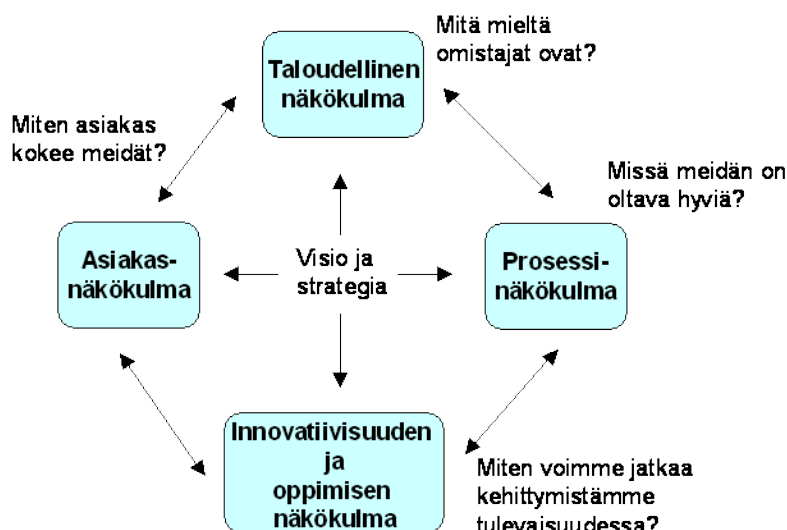 Mitä mieltä
omistajat ovat?
Taloudellinen
näkökulma
Miten asiakas
kokee meidät?
Missä meidän on
oltava hyviä?
Asiakas-
näkökulma
Visio ja
strategia
Prosessi-
näkökulma
Innovatiivisuuden
ja
oppimisen
näkökulma
Miten voimme jatkaa
kehittymistämme
tulevaisuudessa?